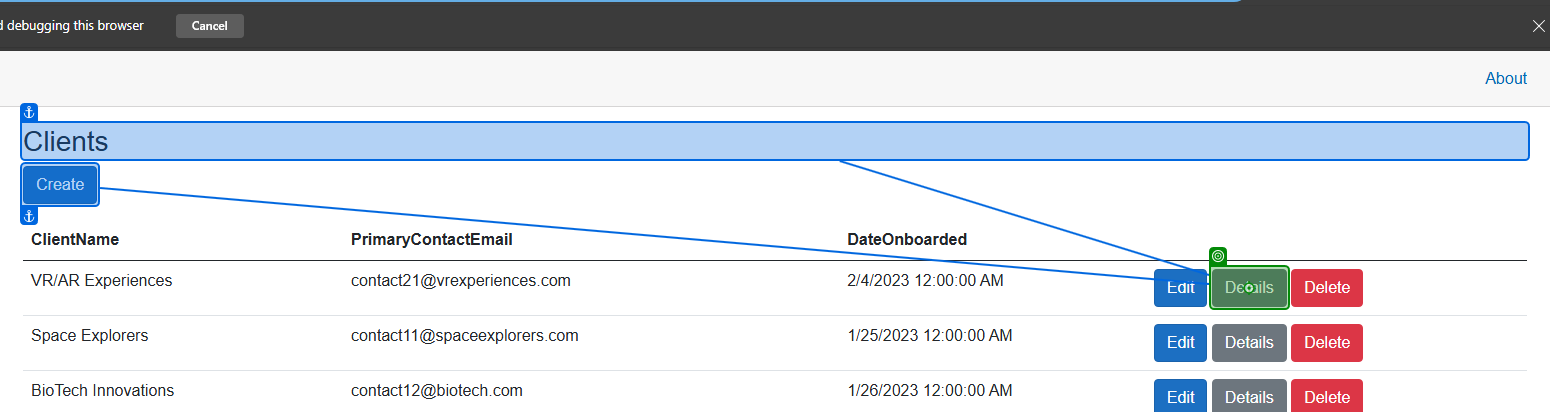 d debugging this browser Cancel
About
Clients
Create
ClientName PrimaryContactEmail DateOnboarded
VR/AR Experiences contact21@vrexperiences.com 2/4/2023 12:00:00 AM Edit Details Delete
Space Explorers contact11@spaceexplorers.com 1/25/2023 12:00:00 AM Edit Details Delete
BioTech Innovations contact12@biotech.com 1/26/2023 12:00:00 AM Edit Details Delete